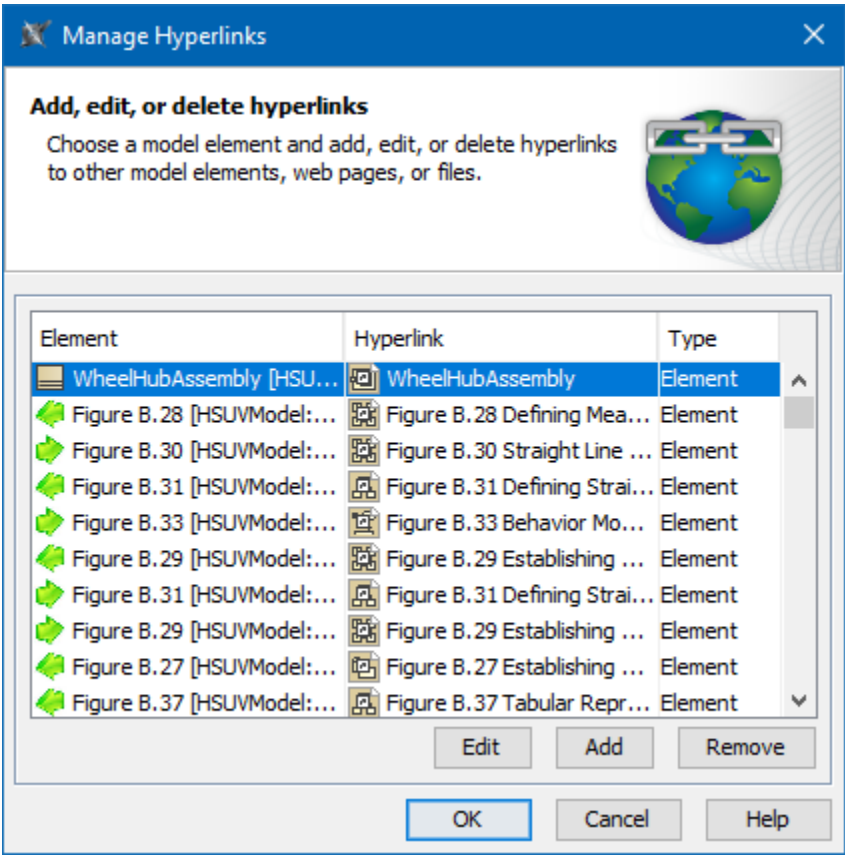 Manage Hyperlinks
Add, edit, or delete hyperlinks
Choose a model element and add, edit, or delete hyperlinks
to other model elements, web pages, or files.
Element Hyperlink Type
WheelHubAssembly [HSU... WheelHubAssembly Element
Figure B.28 [HSUVModel:... Figure B.28 Defining Mea... Element
Figure B.30 [HSUVModel:... Figure B.30 Straight Line ... Element
Figure B.31 [HSUVModel:... Figure B.31 Defining Strai... Element
Figure B.33 [HSUVModel:... Figure B.33 Behavior Mo... Element
Figure B.29 [HSUVModel:... Figure B.29 Establishing ... Element
Figure B.31 [HSUVModel:... Figure B.31 Defining Strai... Element
Figure B.29 [HSUVModel:... Figure B.29 Establishing ... Element
Figure B.27 [HSUVModel:... Figure B.27 Establishing ... Element
Figure B.37 [HSUVModel:... Figure B.37 Tabular Repr... Element
Edit Add Remove
OK Cancel Help